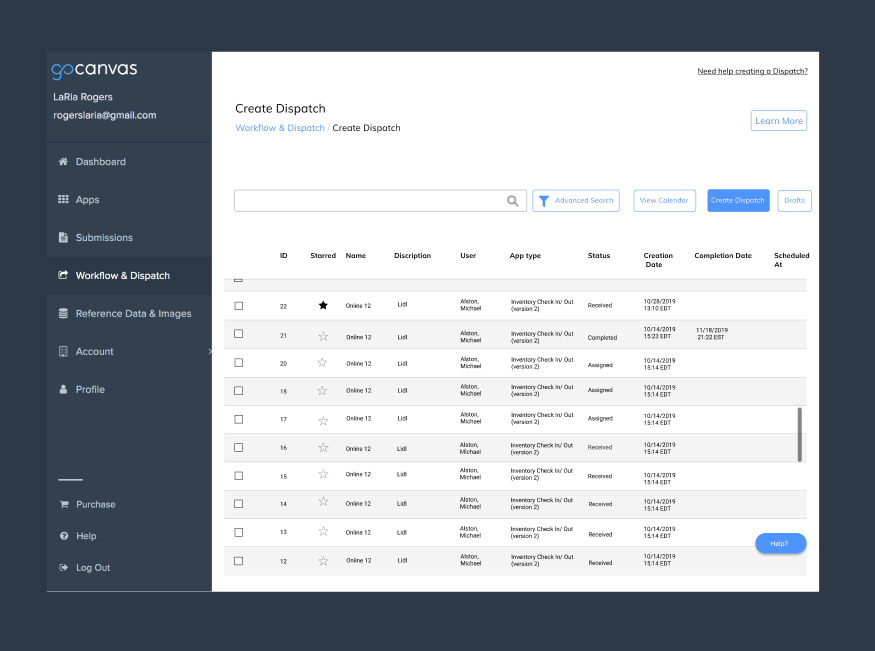 gocanvas
LaRia Rogers
rogerslaria@gmail.com
Dashboard
Apps
Submissions
Workflow & Dispatch
Reference Data & Images
Account
Profile
Purchase
Help
Log Out
Need help creating a Dispatch?
Create Dispatch
Workflow & Dispatch / Create Dispatch
Learn More
Advanced Search
View Calendar
Create Dispatch
Drafts
ID Starred Name Discription User App type Status Creation Date Completion Date Scheduled At
22 Online 12 Lidl Alston, Michael Inventory Check In/ Out (version 2) Received 10/28/2019 13:10 EDT
21 Online 12 Lidl Alston, Michael Inventory Check In/ Out (version 2) Completed 10/14/2019 15:23 EDT 11/18/2019 21:22 EST
20 Online 12 Lidl Alston, Michael Inventory Check In/ Out (version 2) Assigned 10/14/2019 15:14 EDT
18 Online 12 Lidl Alston, Michael Inventory Check In/ Out (version 2) Assigned 10/14/2019 15:14 EDT
17 Online 12 Lidl Alston, Michael Inventory Check In/ Out (version 2) Assigned 10/14/2019 15:14 EDT
16 Online 12 Lidl Alston, Michael Inventory Check In/ Out (version 2) Received 10/14/2019 15:14 EDT
15 Online 12 Lidl Alston, Michael Inventory Check In/ Out (version 2) Received 10/14/2019 15:14 EDT
14 Online 12 Lidl Alston, Michael Inventory Check In/ Out (version 2) Received 10/14/2019 15:14 EDT
13 Online 12 Lidl Alston, Michael Inventory Check In/ Out (version 2) Received 10/14/2019 15:14 EDT
12 Online 12 Lidl Alston, Michael Inventory Check In/ Out (version 2) Received 10/14/2019 15:14 EDT
Help?